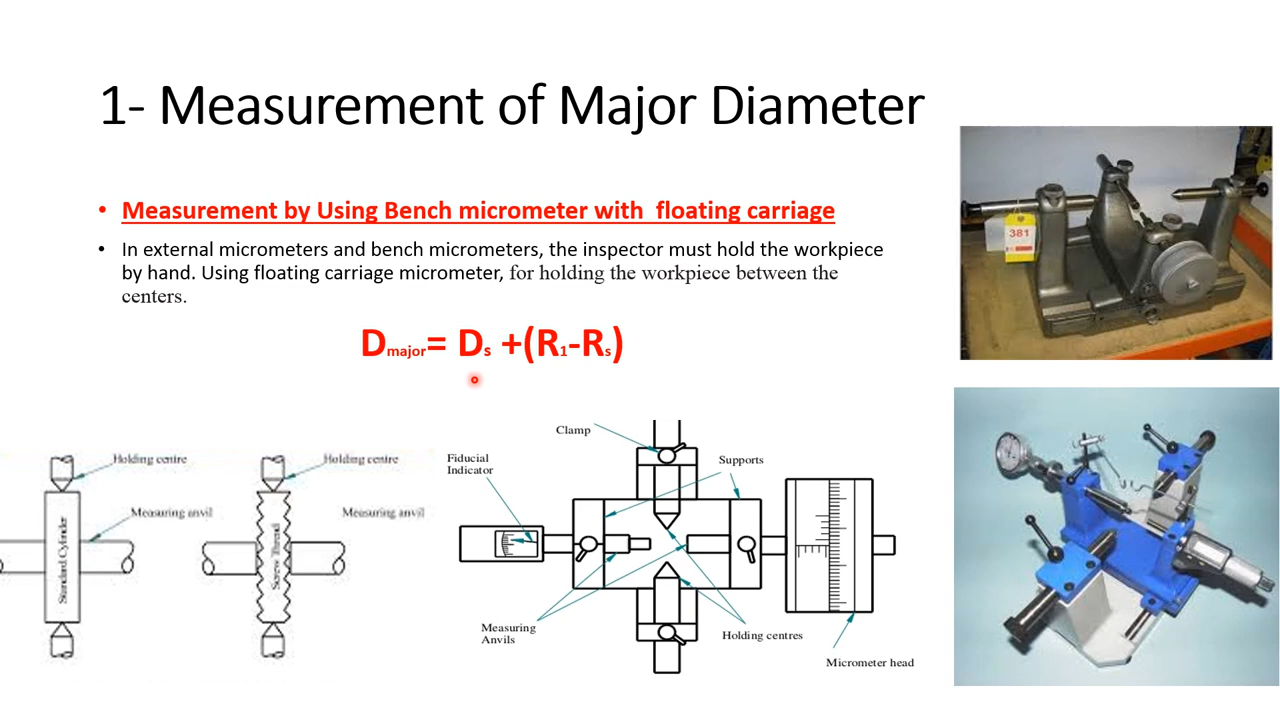 1- Measurement of Major Diameter
• Measurement by Using Bench micrometer with floating carriage
• In external micrometers and bench micrometers, the inspector must hold the workpiece
by hand. Using floating carriage micrometer, for holding the workpiece between the
centers.
Dmajor= Ds +(R1-Rs)
381
Holding centre
Measuring anvil
Standard Cylinder
Holding centre
Measuring anvil
Screw Thread
Clamp
Fiducial
Indicator
Supports
Measuring
Anvils
Holding centres
Micrometer head